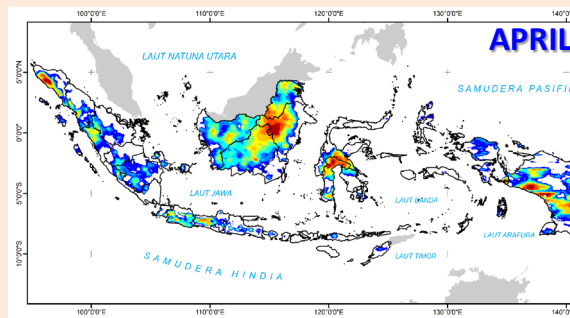 100°0'0"E 110°0'0"E 120°0'0"E 130°0'0"E 140°0
APRIL
LAUT NATUNA UTARA
5°0'0"N
SAMUDERA PASIFI
0°0'0"
LAUT JAWA
5°0'0"S
LAUT BANDA
LAUT ARAFURA
10°0'0"S
LAUT TIMOR
SAMUDERA HINDIA
100°0'0"E 110°0'0"E 120°0'0"E 130°0'0"E 140°0